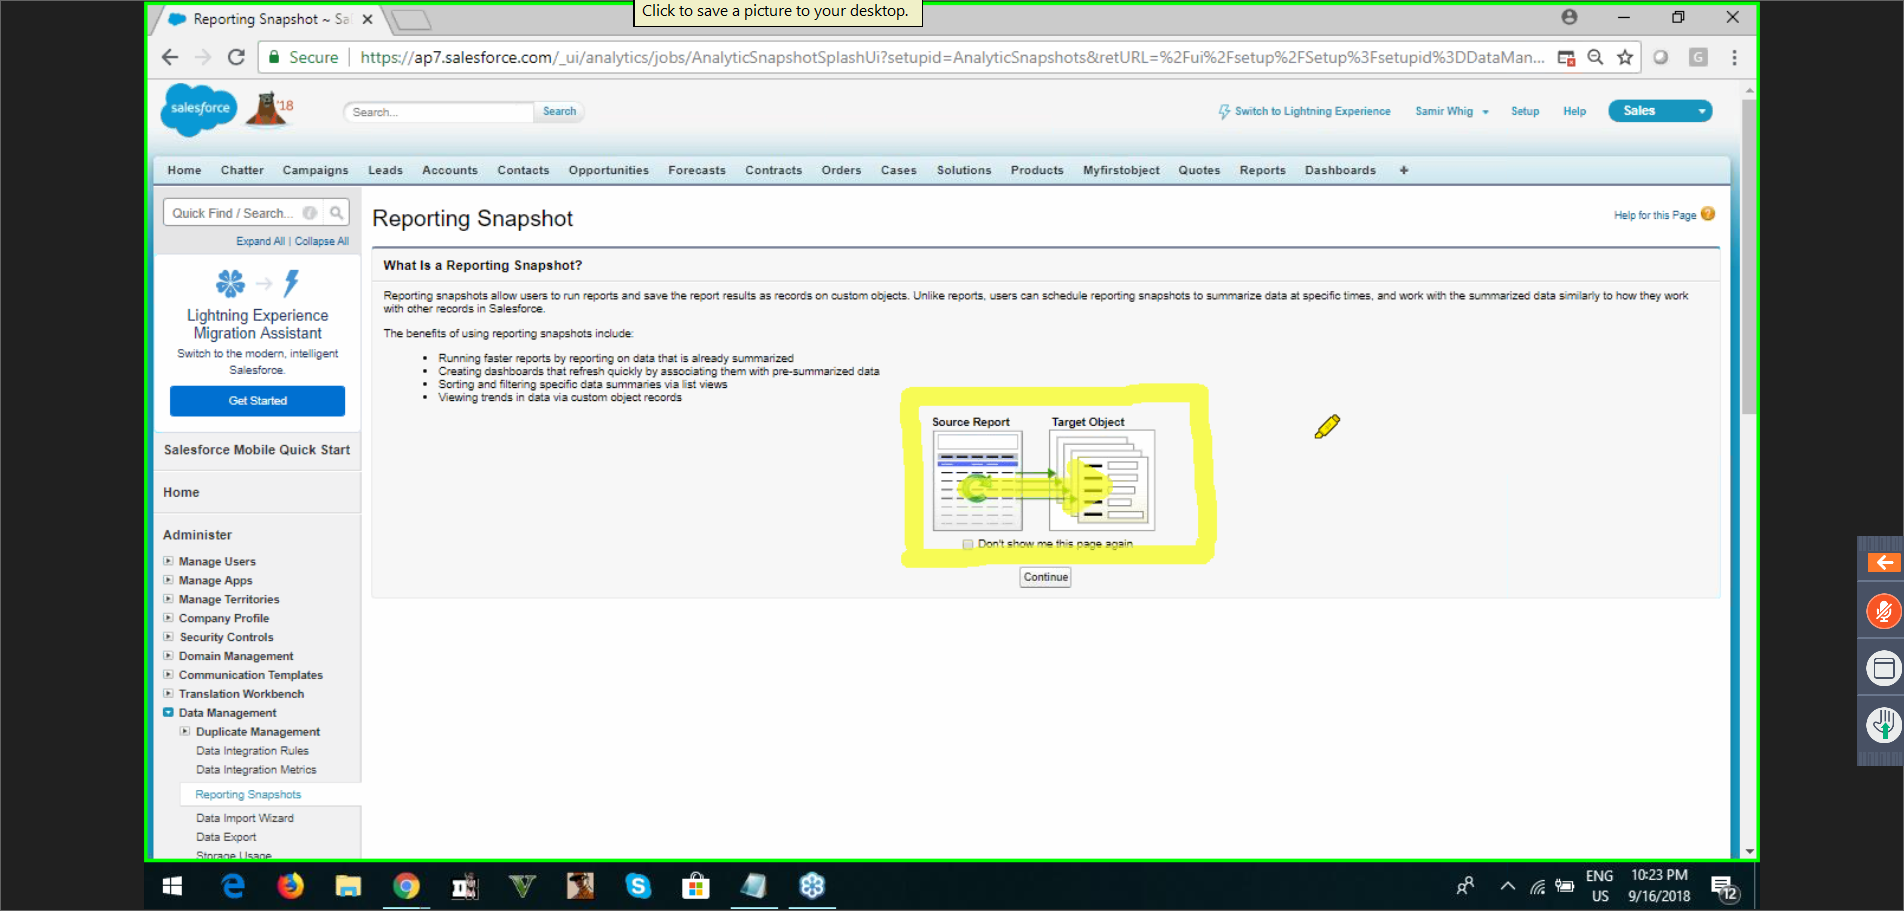 Click to save a picture to your desktop.
Reporting Snapshot ~ Sal
Secure
https://ap7.salesforce.com/_ui/analytics/jobs/AnalyticSnapshotSplashUi?setupid=AnalyticSnapshots&retURL=%2Fui%2Fsetup%2FSetup%3Fsetupid%3DDataMan...
G
salesforce
'18
Search...
Search
Switch to Lightning Experience
Samir Whig
Setup
Help
Sales
Home Chatter Campaigns Leads Accounts Contacts Opportunities Forecasts Contracts Orders Cases Solutions Products Myfirstobject Quotes Reports Dashboards +
Quick Find / Search...
Expand All | Collapse All
Lightning Experience
Migration Assistant
Switch to the modern, intelligent
Salesforce.
Get Started
Salesforce Mobile Quick Start
Home
Administer
Manage Users
Manage Apps
Manage Territories
Company Profile
Security Controls
Domain Management
Communication Templates
Translation Workbench
Data Management
Duplicate Management
Data Integration Rules
Data Integration Metrics
Reporting Snapshots
Data Import Wizard
Data Export
Storage Usage
Reporting Snapshot
Help for this Page ?
What Is a Reporting Snapshot?
Reporting snapshots allow users to run reports and save the report results as records on custom objects. Unlike reports, users can schedule reporting snapshots to summarize data at specific times, and work with the summarized data similarly to how they work
with other records in Salesforce.
The benefits of using reporting snapshots include:
• Running faster reports by reporting on data that is already summarized
• Creating dashboards that refresh quickly by associating them with pre-summarized data
• Sorting and filtering specific data summaries via list views
• Viewing trends in data via custom object records
Source Report
Target Object
Don't show me this page again
Continue
ENG
US
10:23 PM
9/16/2018
12